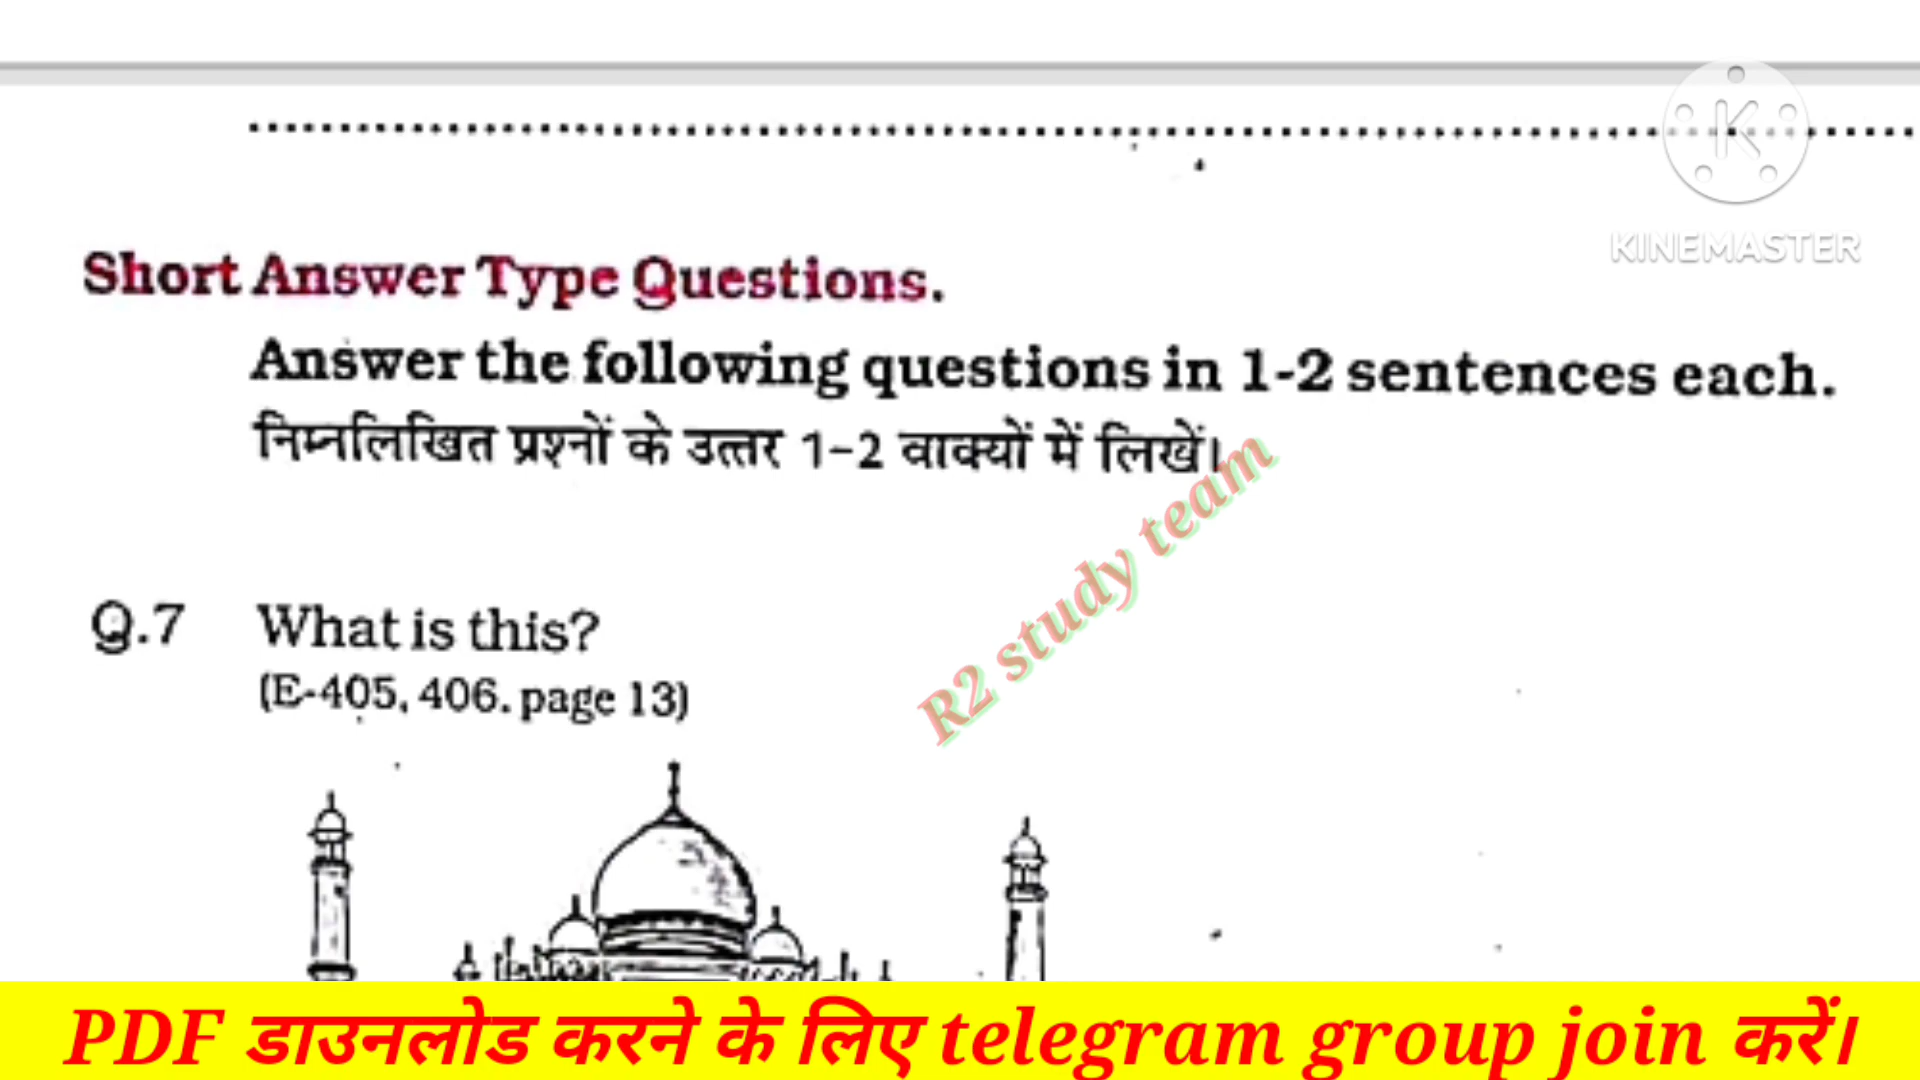 KINEMASTER
Short Answer Type Questions.
Answer the following questions in 1-2 sentences each.
निम्नलिखित प्रश्नों के उत्तर 1-2 वाक्यों में लिखें।
R2 study team
Q.7 What is this?
(E-405, 406. page 13)
PDF डाउनलोड करने के लिए telegram group join करें।